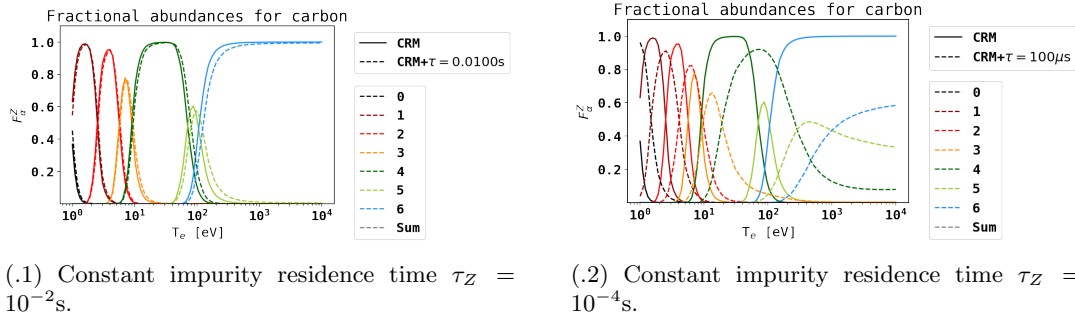 Fractional abundances for carbon
F_α^Z
1.0
0.8
0.6
0.4
0.2
10^0
10^1
10^2
10^3
10^4
T_e [eV]
CRM
CRM+τ = 0.0100s
0
1
2
3
4
5
6
Sum
(.1) Constant impurity residence time τ_Z =
10^{-2}s.
Fractional abundances for carbon
F_α^Z
1.0
0.8
0.6
0.4
0.2
10^0
10^1
10^2
10^3
10^4
T_e [eV]
CRM
CRM+τ = 100μs
0
1
2
3
4
5
6
Sum
(.2) Constant impurity residence time τ_Z =
10^{-4}s.